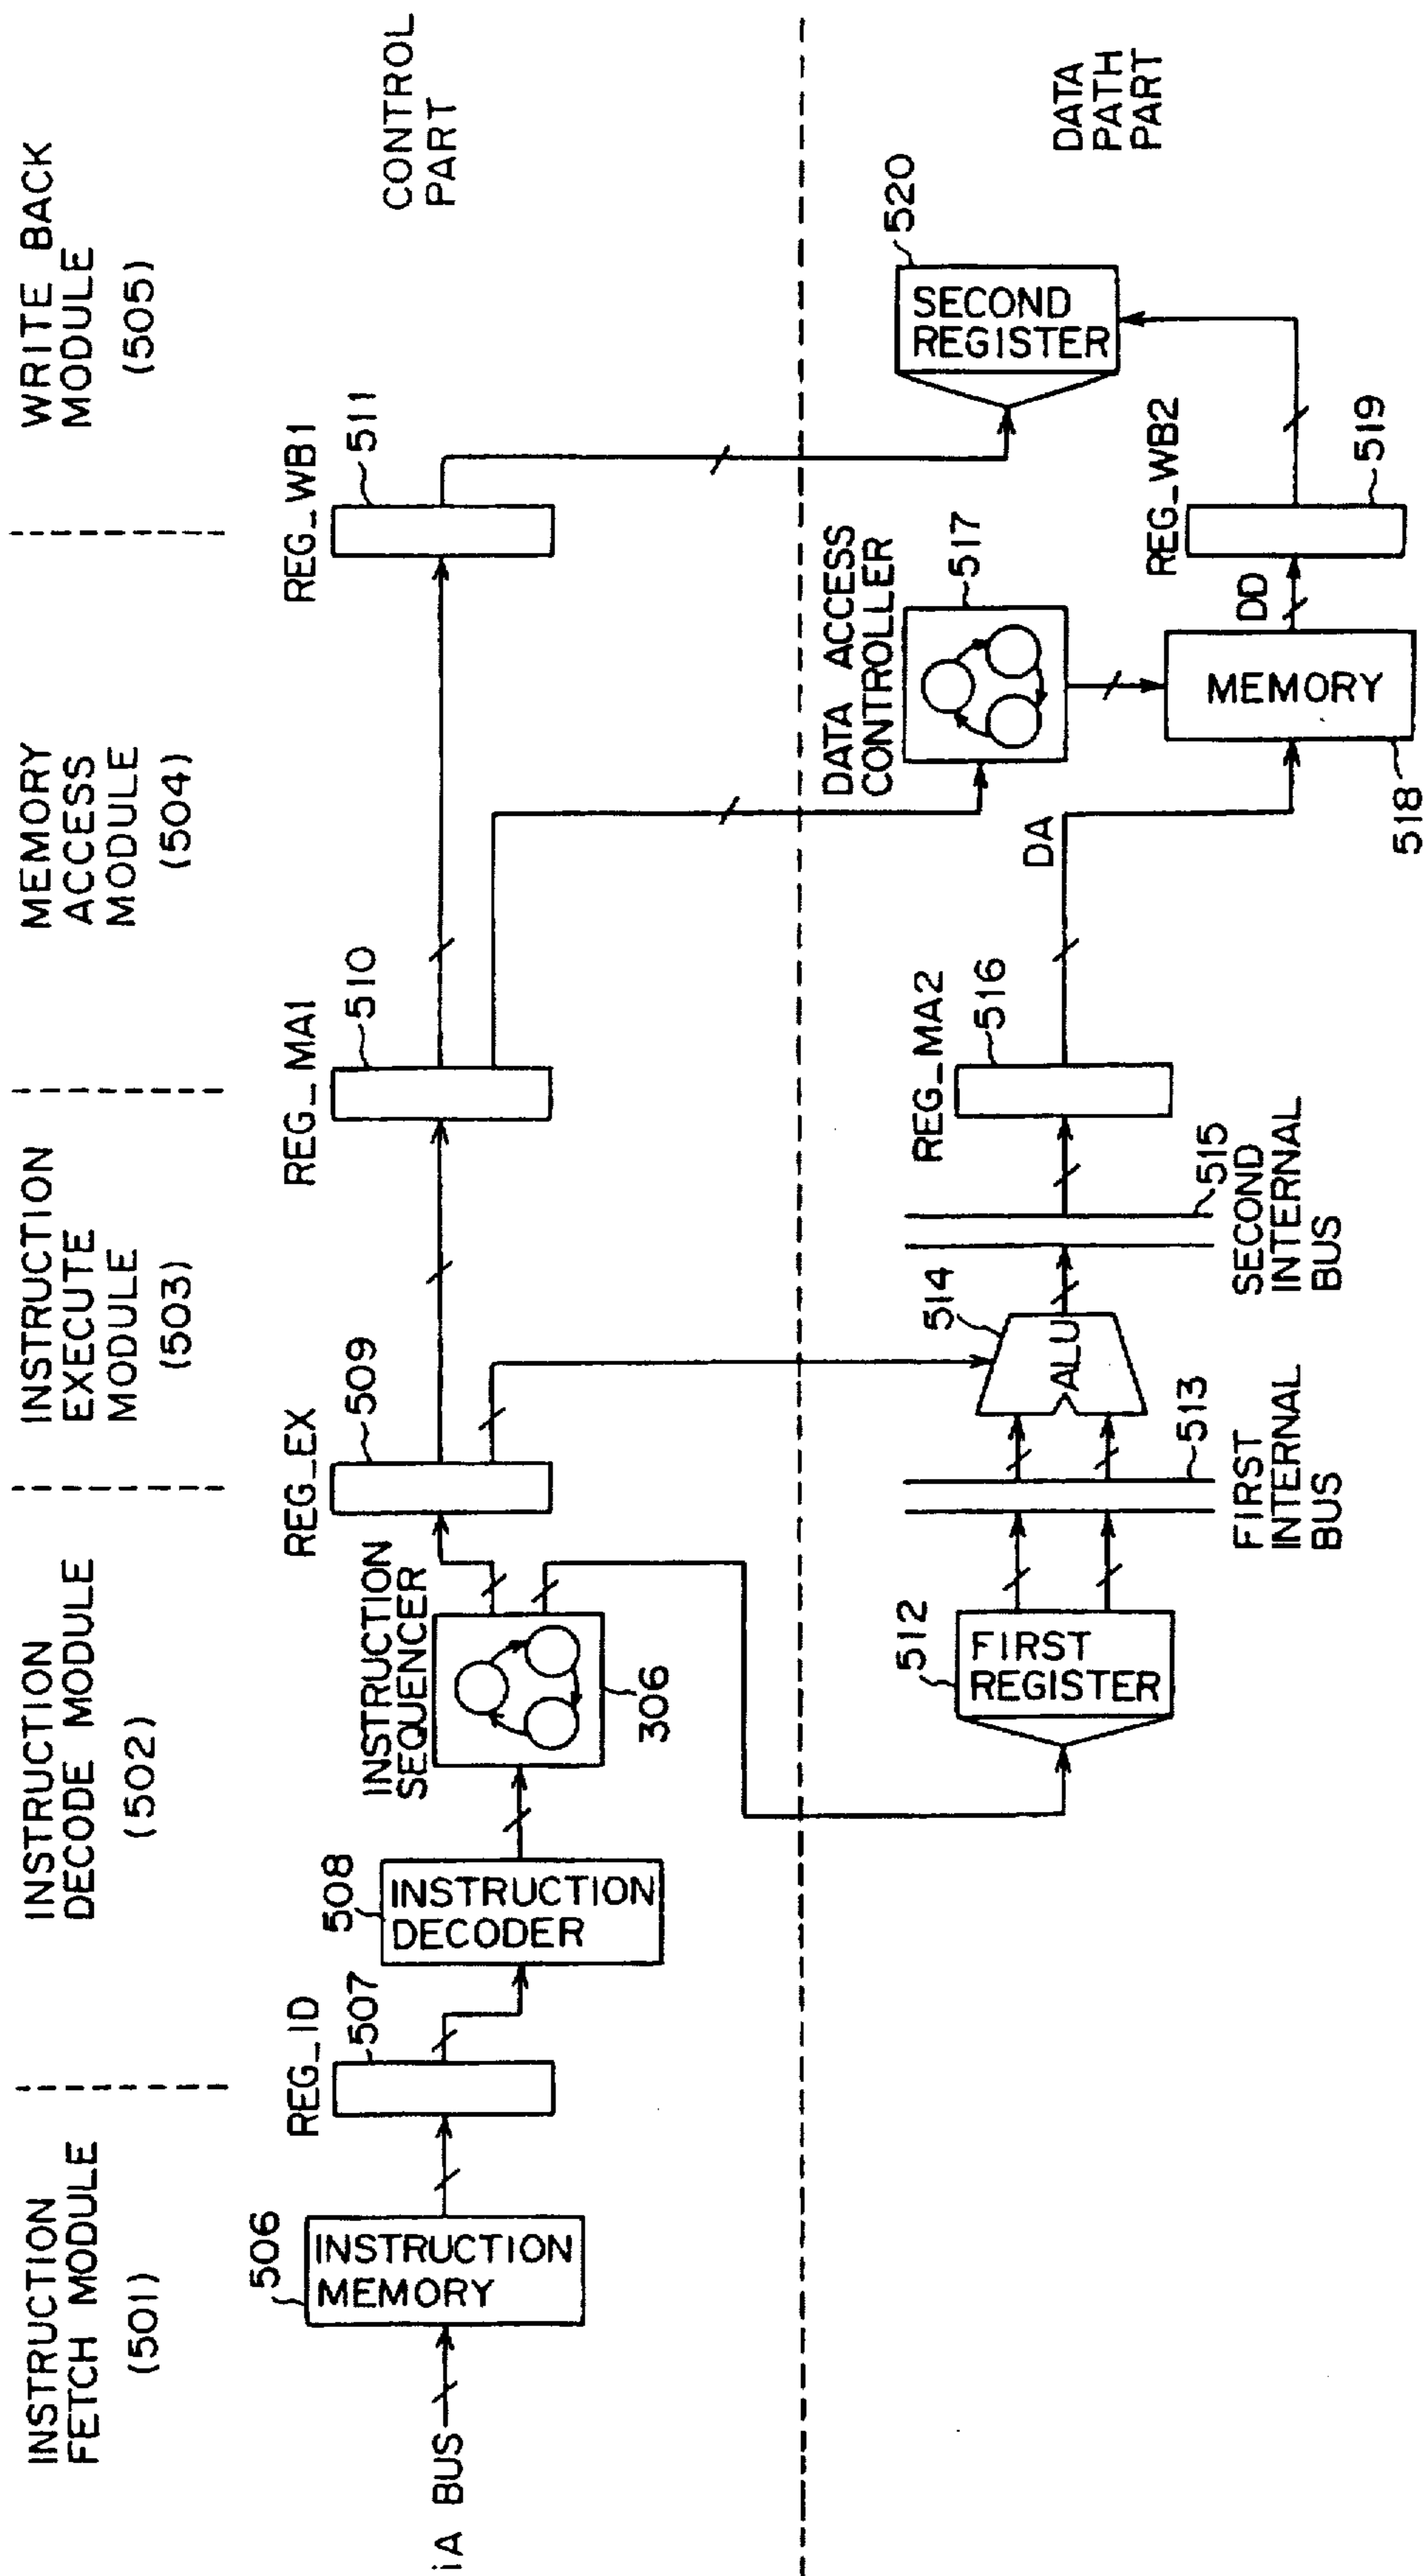 INSTRUCTION
FETCH MODULE
(501)
INSTRUCTION
DECODE MODULE
(502)
INSTRUCTION
EXECUTE
MODULE
(503)
MEMORY
ACCESS
MODULE
(504)
WRITE BACK
MODULE
(505)
CONTROL
PART
iA BUS
506
INSTRUCTION
MEMORY
REG_ID
507
508
INSTRUCTION
DECODER
INSTRUCTION
SEQUENCER
306
REG_EX
509
REG_MA1
510
REG_WB1
511
DATA
PATH
PART
512
FIRST
REGISTER
513
FIRST
INTERNAL
BUS
514
ALU
515
SECOND
INTERNAL
BUS
REG_MA2
516
DA
DATA ACCESS
CONTROLLER
517
MEMORY
518
DD
REG_WB2
519
520
SECOND
REGISTER